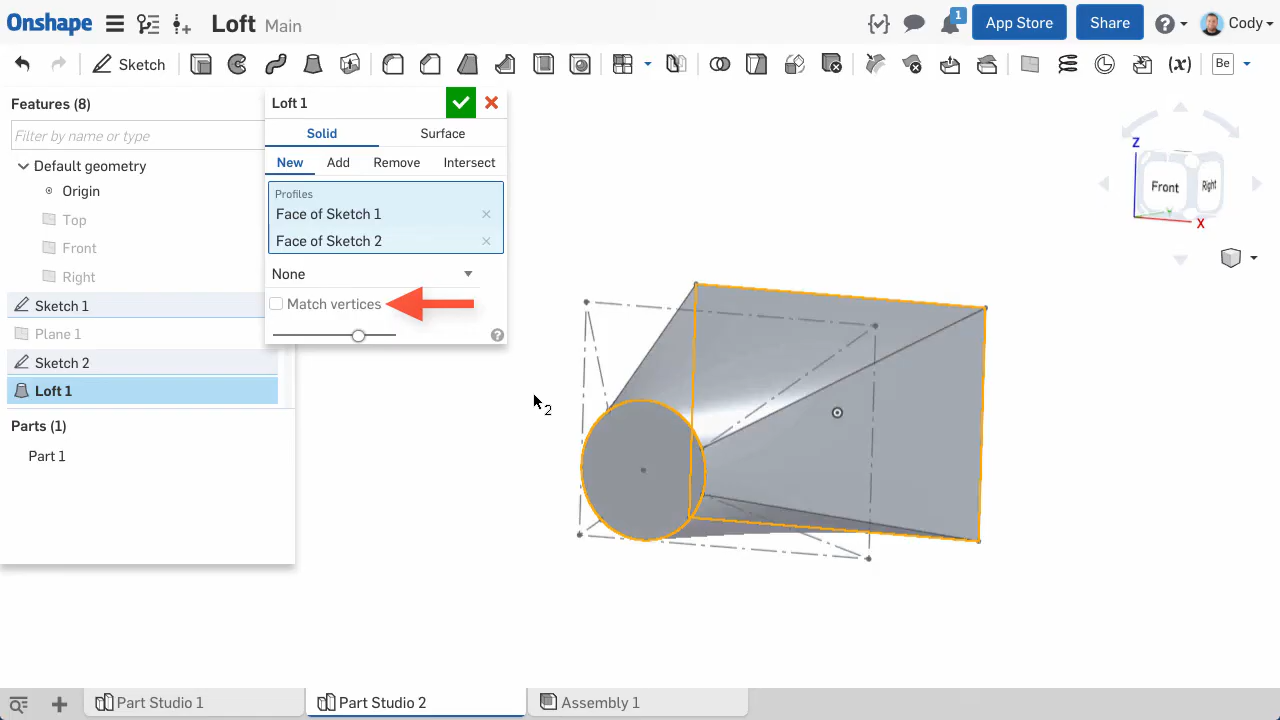 Onshape Loft Main 1 App Store Share Cody
Sketch (x) Be
Features (8)
Filter by name or type
Default geometry
Origin
Top
Front
Right
Sketch 1
Plane 1
Sketch 2
Loft 1
Parts (1)
Part 1
Loft 1
Solid Surface
New Add Remove Intersect
Profiles
Face of Sketch 1
Face of Sketch 2
None
Match vertices
2
Z
Front Right
X
Part Studio 1 Part Studio 2 Assembly 1